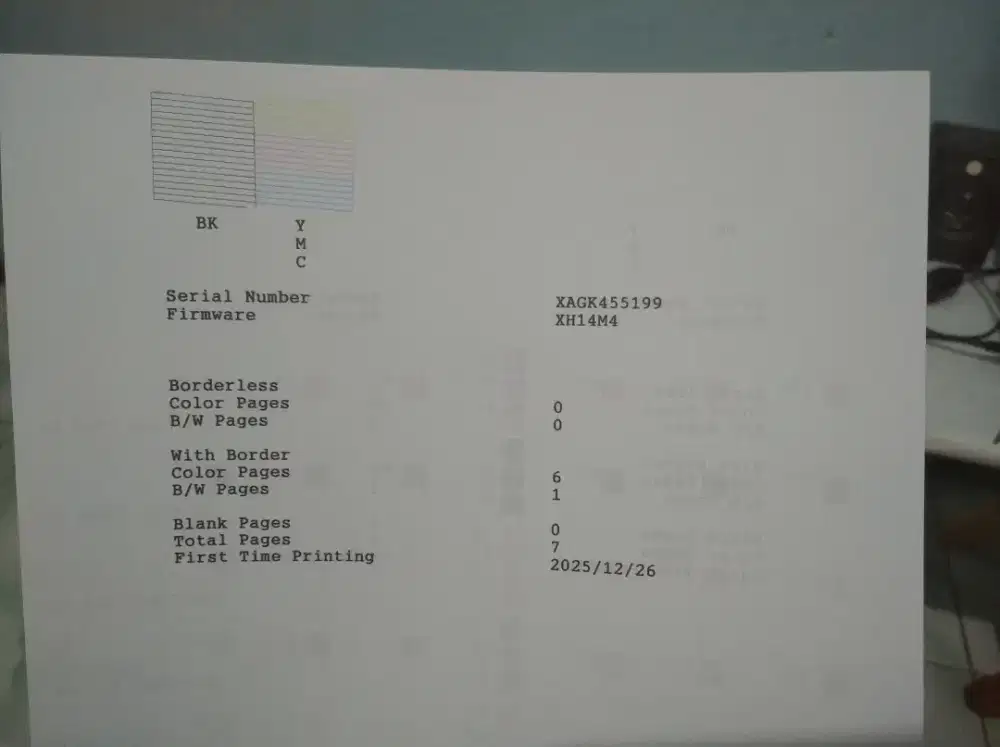 BK Y
M
C
Serial Number XAGK455199
Firmware XH14M4
Borderless
Color Pages 0
B/W Pages 0
With Border
Color Pages 6
B/W Pages 1
Blank Pages 0
Total Pages 7
First Time Printing 2025/12/26